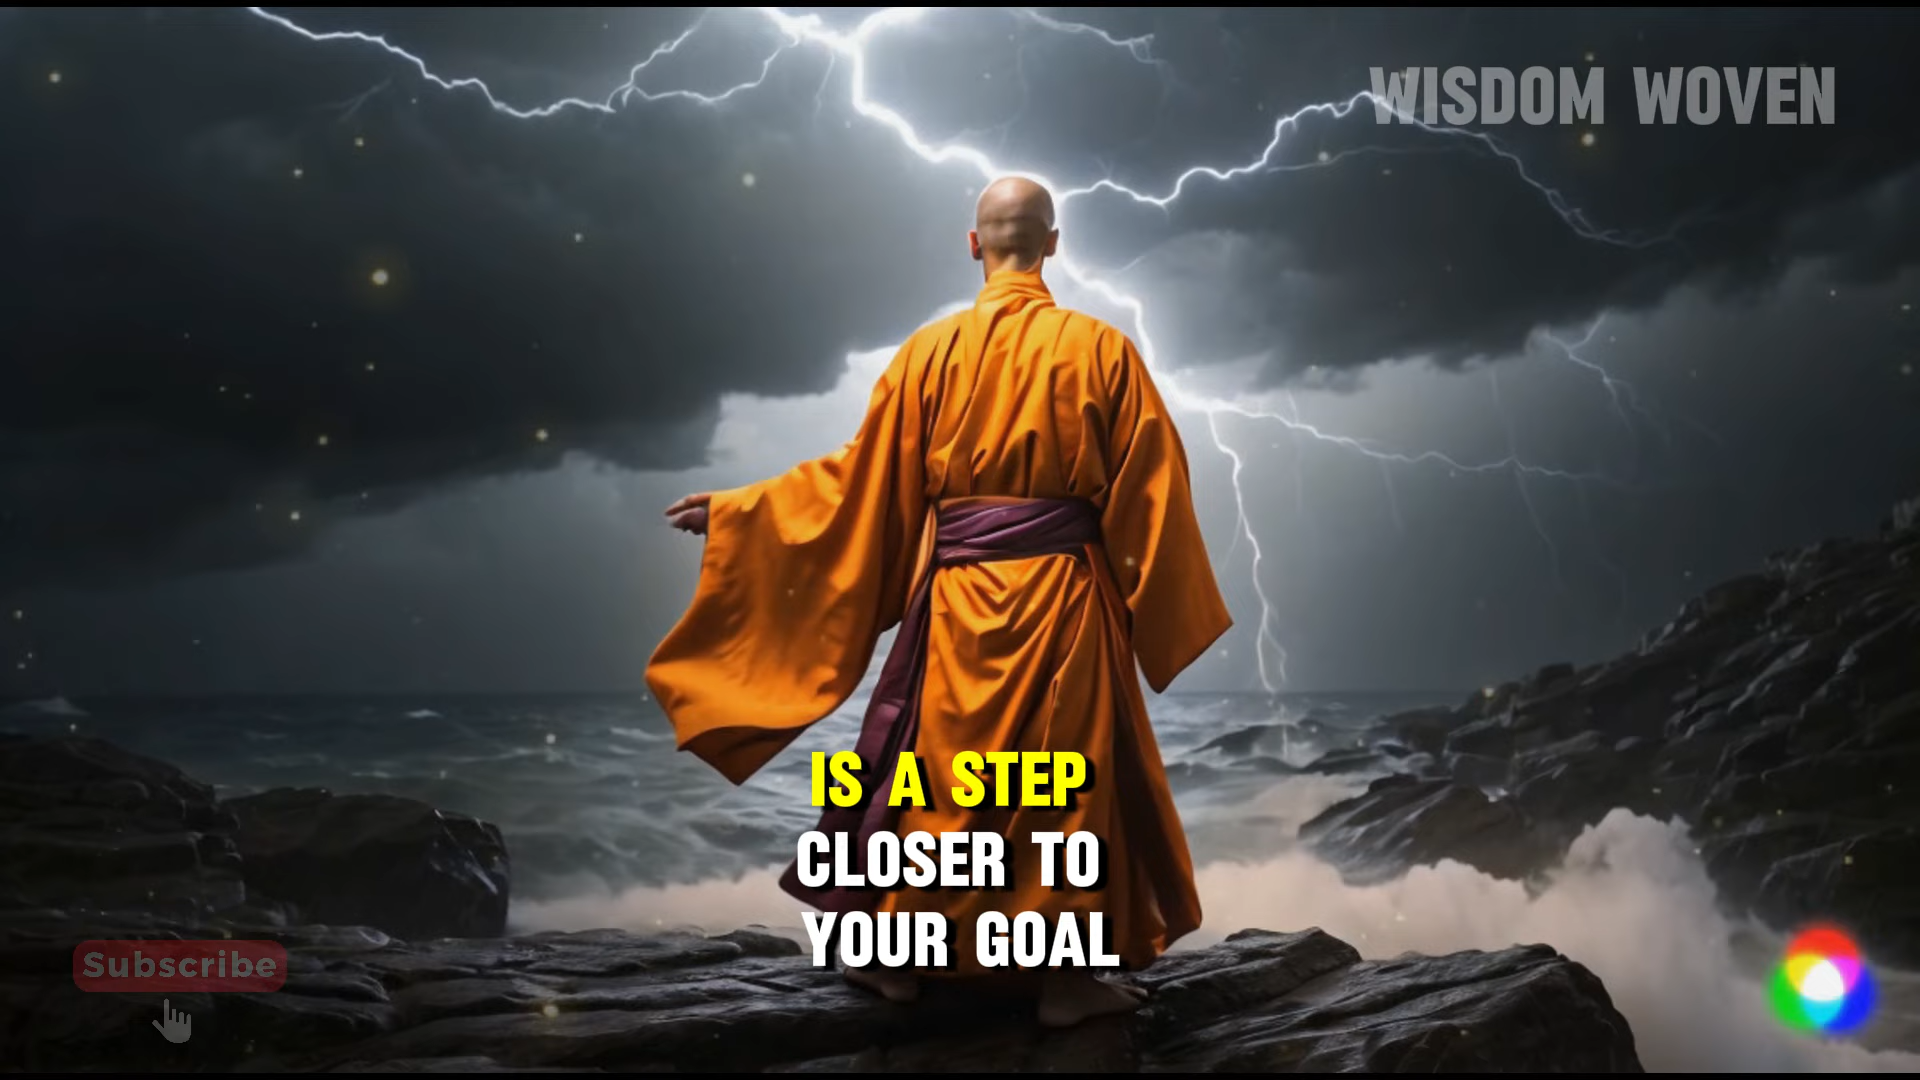 WISDOM WOVEN
IS A STEP
CLOSER TO
YOUR GOAL
Subscribe